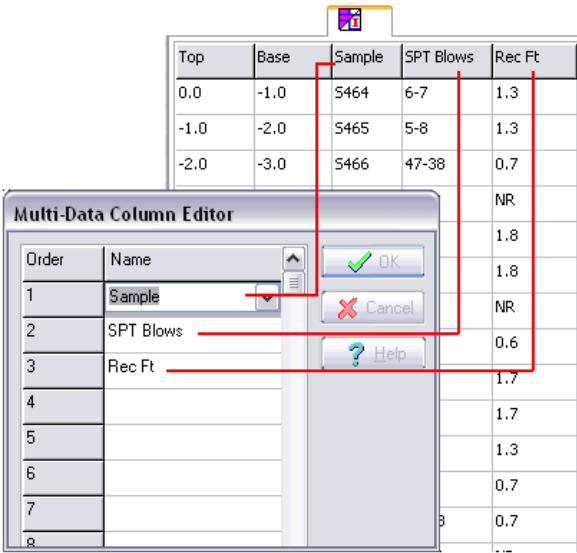 Top Base Sample SPT Blows Rec Ft
0.0 -1.0 S464 6-7 1.3
-1.0 -2.0 S465 5-8 1.3
-2.0 -3.0 S466 47-38 0.7
NR
Multi-Data Column Editor
1.8
Order Name OK
1.8
1 Sample Cancel NR
2 SPT Blows
0.6
3 Rec Ft Help
1.7
4
1.7
5
1.3
6
0.7
7
0.7
8